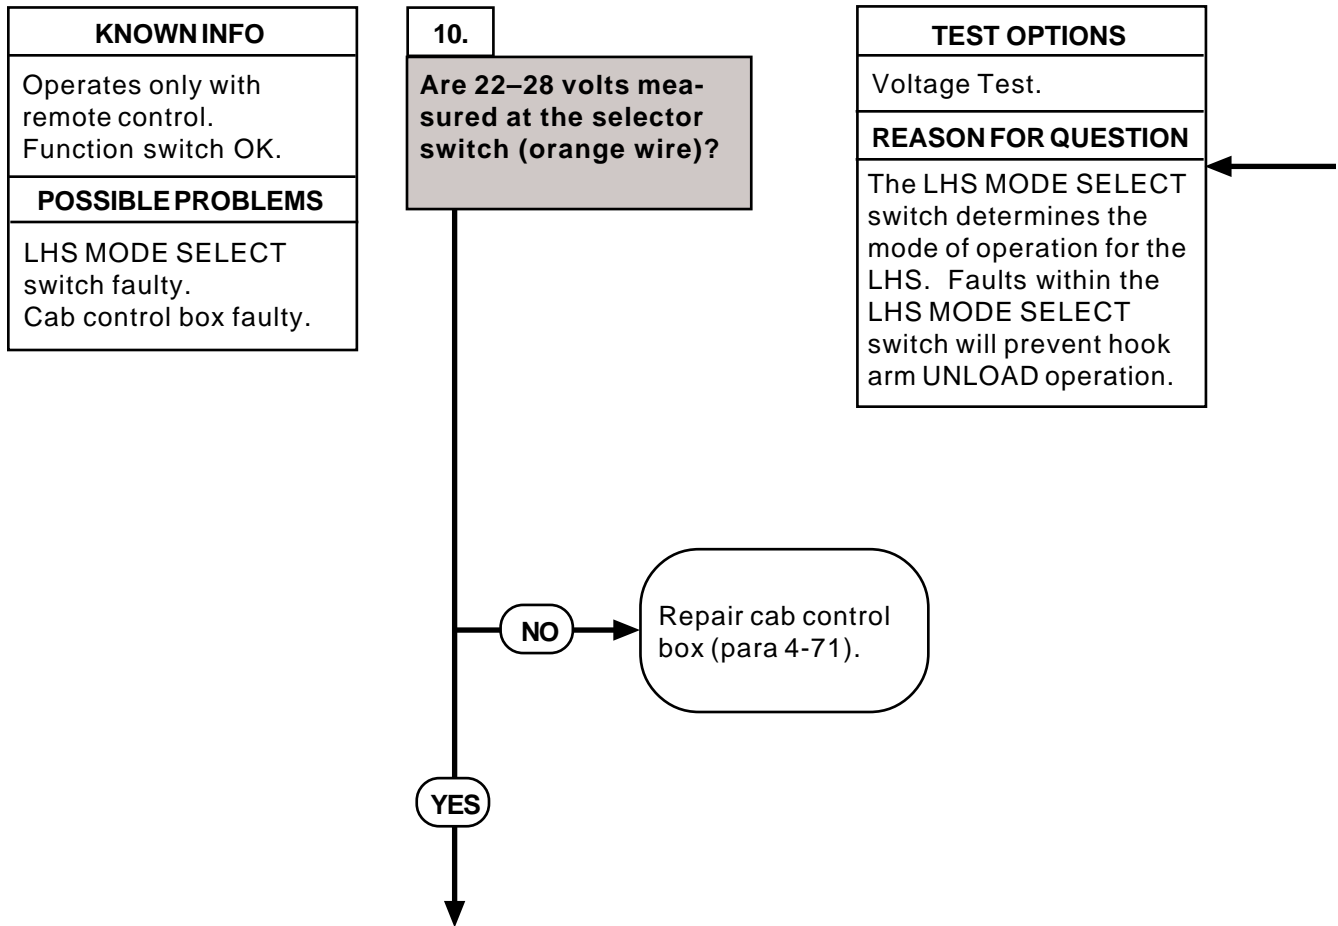 KNOWN INFO
Operates only with
remote control.
Function switch OK.
POSSIBLE PROBLEMS
LHS MODE SELECT
switch faulty.
Cab control box faulty.
10.
Are 22–28 volts mea-
sured at the selector
switch (orange wire)?
TEST OPTIONS
Voltage Test.
REASON FOR QUESTION
The LHS MODE SELECT
switch determines the
mode of operation for the
LHS. Faults within the
LHS MODE SELECT
switch will prevent hook
arm UNLOAD operation.
NO
Repair cab control
box (para 4-71).
YES